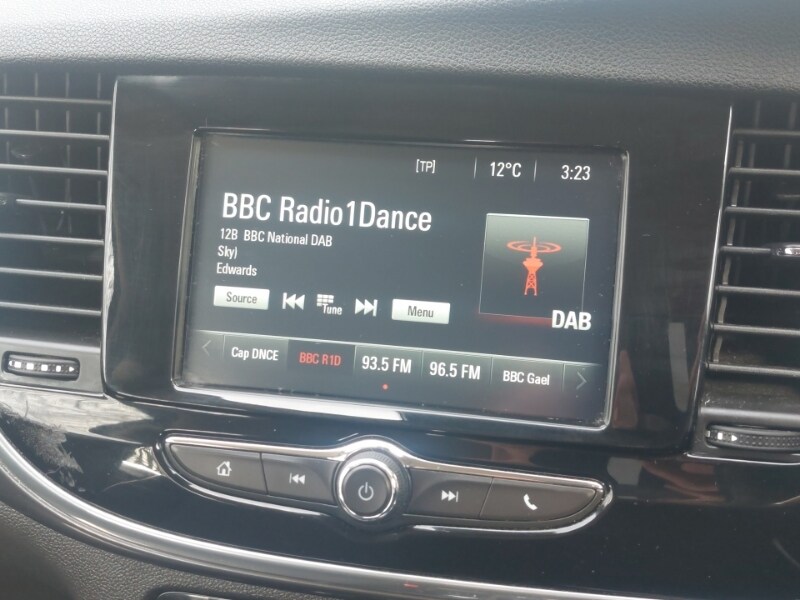 [TP] 12°C 3:23
BBC Radio1Dance
12B BBC National DAB
Sky)
Edwards
Source Tune Menu
DAB
Cap DNCE BBC R1D 93.5 FM 96.5 FM BBC Gael